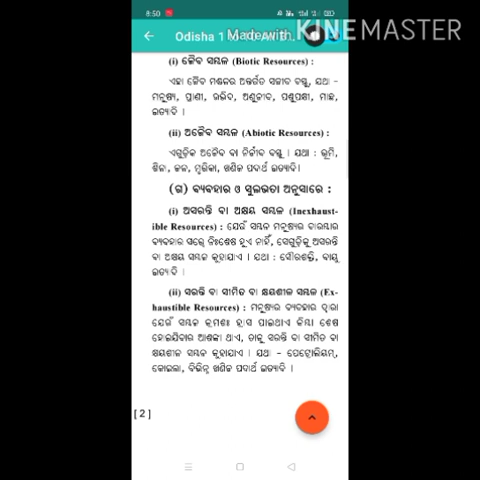 8:50
Odisha 1
Made with KINEMASTER
(i) ଜୈବ ସମ୍ବଳ (Biotic Resources) :
ଏହା ଜୈବ ମଣ୍ଡଳର ଅନ୍ତର୍ଗତ ସଜୀବ ବସ୍ତୁ, ଯଥା -
ମନୁଷ୍ୟ, ପ୍ରାଣୀ, ଉଦ୍ଭିଦ, ଅଣୁଜୀବ, ପଶୁପକ୍ଷୀ, ମାଛ,
ଇତ୍ୟାଦି ।
(ii) ଅଜୈବ ସମ୍ବଳ (Abiotic Resources) :
ଏଗୁଡ଼ିକ ଅଜୈବ ବା ନିର୍ଜୀବ ବସ୍ତୁ । ଯଥା : ଭୂମି,
ଶିଳା, ଜଳ, ମୃତ୍ତିକା, ଖଣିଜ ପଦାର୍ଥ ଇତ୍ୟାଦି।
(ଗ) ବ୍ୟବହାର ଓ ସୁଲଭତା ଅନୁସାରେ :
(i) ଅସରନ୍ତି ବା ଅକ୍ଷୟ ସମ୍ବଳ (Inexhaust-
ible Resources) : ଯେଉଁ ସମ୍ବଳ ମନୁଷ୍ୟର ବାରମ୍ବାର
ବ୍ୟବହାର ସତ୍ତ୍ୱେ ନିଃଶେଷ ହୁଏ ନାହିଁ, ସେଗୁଡ଼ିକୁ ଅସରନ୍ତି
ବା ଅକ୍ଷୟ ସମ୍ବଳ କୁହାଯାଏ । ଯଥା : ସୌରଶକ୍ତି, ବାୟୁ
ଇତ୍ୟାଦି ।
(ii) ସରନ୍ତି ବା ସୀମିତ ବା କ୍ଷୟଶୀଳ ସମ୍ବଳ (Ex-
haustible Resources) : ମନୁଷ୍ୟର ବ୍ୟବହାର ଦ୍ୱାରା
ଯେଉଁ ସମ୍ବଳ କ୍ରମଶଃ ହ୍ରାସ ପାଇଥାଏ କିମ୍ବା ଶେଷ
ହୋଇଯିବାର ଆଶଙ୍କା ଥାଏ, ତାକୁ ସରନ୍ତି ବା ସୀମିତ ବା
କ୍ଷୟଶୀଳ ସମ୍ବଳ କୁହାଯାଏ । ଯଥା - ପେଟ୍ରୋଲିୟମ୍,
କୋଇଲା, ବିଭିନ୍ନ ଖଣିଜ ପଦାର୍ଥ ଇତ୍ୟାଦି ।
[ 2 ]